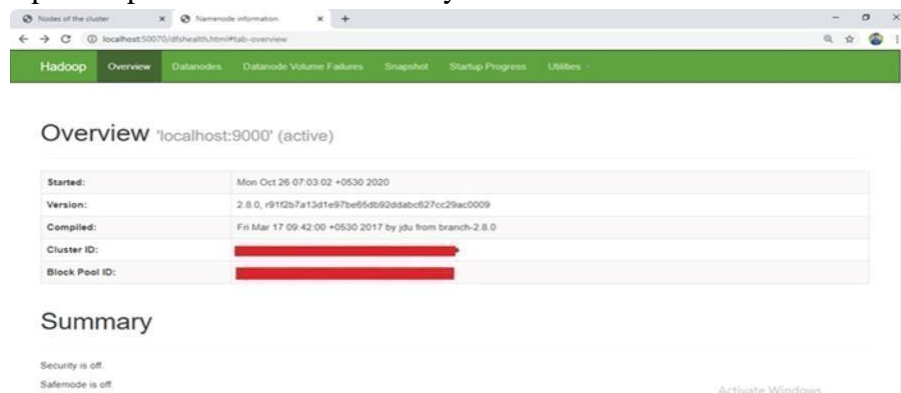 Nodes of the cluster
Namenode information
localhost:50070/dfshealth.html#tab-overview
Hadoop Overview Datanodes Datanode Volume Failures Snapshot Startup Progress Utilities
Overview 'localhost:9000' (active)
Started: Mon Oct 26 07:03:02 +0530 2020
Version: 2.8.0, r91f2b7a13d1e97be65db92ddabc627cc29ac0009
Compiled: Fri Mar 17 09:42:00 +0530 2017 by jdu from branch-2.8.0
Cluster ID:
Block Pool ID:
Summary
Security is off.
Safemode is off.
Activate Windows